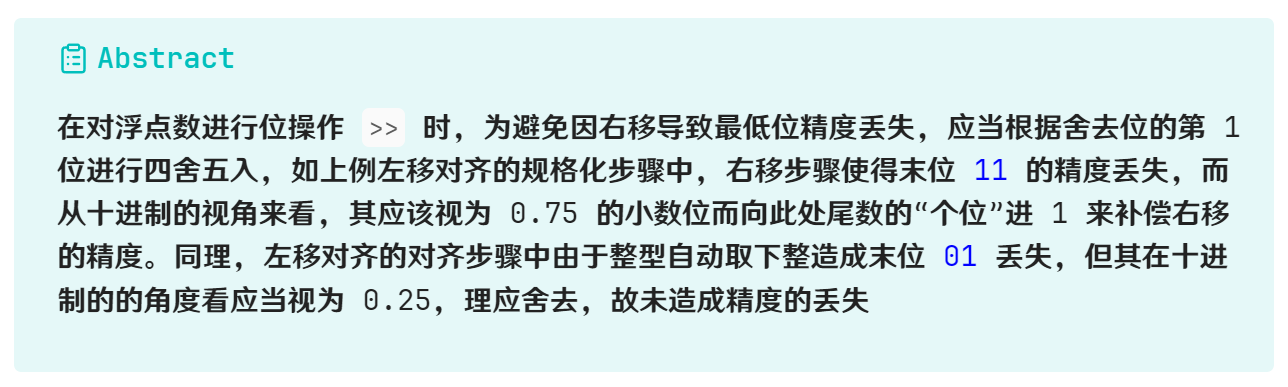 Abstract
在对浮点数进行位操作 >> 时，为避免因右移导致最低位精度丢失，应当根据舍去位的第 1
位进行四舍五入，如上例左移对齐的规格化步骤中，右移步骤使得末位 11 的精度丢失，而
从十进制的视角来看，其应该视为 0.75 的小数位而向此处尾数的“个位”进 1 来补偿右移
的精度。同理，左移对齐的对齐步骤中由于整型自动取下整造成末位 01 丢失，但其在十进
制的的角度看应当视为 0.25，理应舍去，故未造成精度的丢失